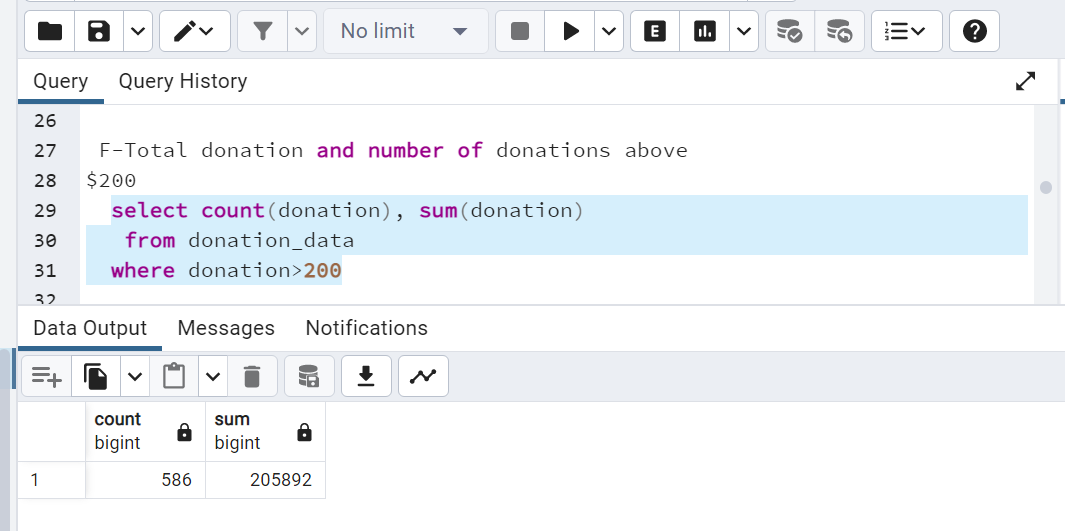 No limit
E
Query
Query History
26
27 F-Total donation and number of donations above
28 $200
29 select count(donation), sum(donation)
30 from donation_data
31 where donation>200
32
Data Output
Messages
Notifications
count
bigint
sum
bigint
1 586 205892